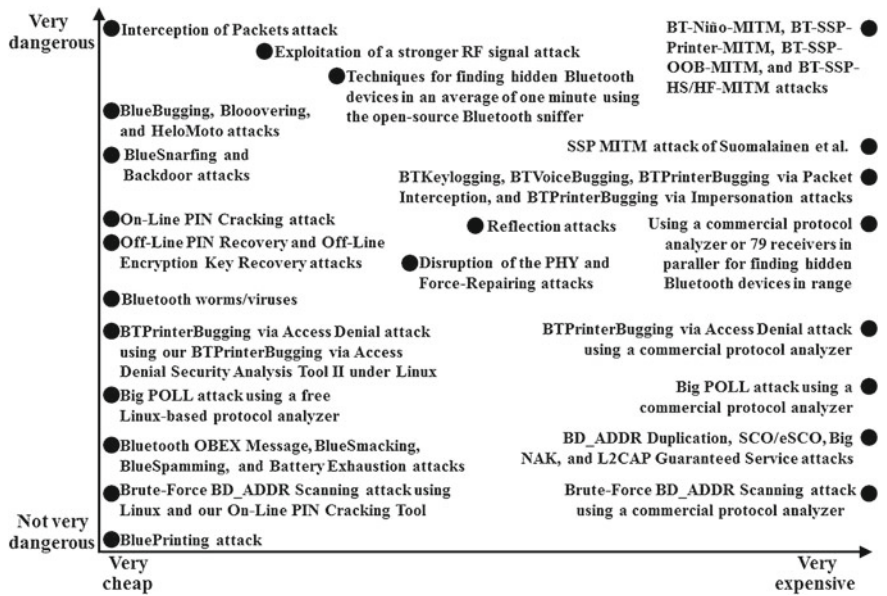 Very
dangerous
Interception of Packets attack
Exploitation of a stronger RF signal attack
Techniques for finding hidden Bluetooth
devices in an average of one minute using
the open-source Bluetooth sniffer
BT-Niño-MITM, BT-SSP-
Printer-MITM, BT-SSP-
OOB-MITM, and BT-SSP-
HS/HF-MITM attacks
BlueBugging, Blooovering,
and HeloMoto attacks
SSP MITM attack of Suomalainen et al.
BlueSnarfing and
Backdoor attacks
BTKeylogging, BTVoiceBugging, BTPrinterBugging via Packet
Interception, and BTPrinterBugging via Impersonation attacks
On-Line PIN Cracking attack
Reflection attacks
Using a commercial protocol
analyzer or 79 receivers in
paraller for finding hidden
Bluetooth devices in range
Off-Line PIN Recovery and Off-Line
Encryption Key Recovery attacks
Disruption of the PHY and
Force-Repairing attacks
Bluetooth worms/viruses
BTPrinterBugging via Access Denial attack
using our BTPrinterBugging via Access
Denial Security Analysis Tool II under Linux
BTPrinterBugging via Access Denial attack
using a commercial protocol analyzer
Big POLL attack using a free
Linux-based protocol analyzer
Big POLL attack using a
commercial protocol analyzer
Bluetooth OBEX Message, BlueSmacking,
BlueSpamming, and Battery Exhaustion attacks
BD_ADDR Duplication, SCO/eSCO, Big
NAK, and L2CAP Guaranteed Service attacks
Brute-Force BD_ADDR Scanning attack using
Linux and our On-Line PIN Cracking Tool
Brute-Force BD_ADDR Scanning attack
using a commercial protocol analyzer
Not very
dangerous
BluePrinting attack
Very
cheap
Very
expensive